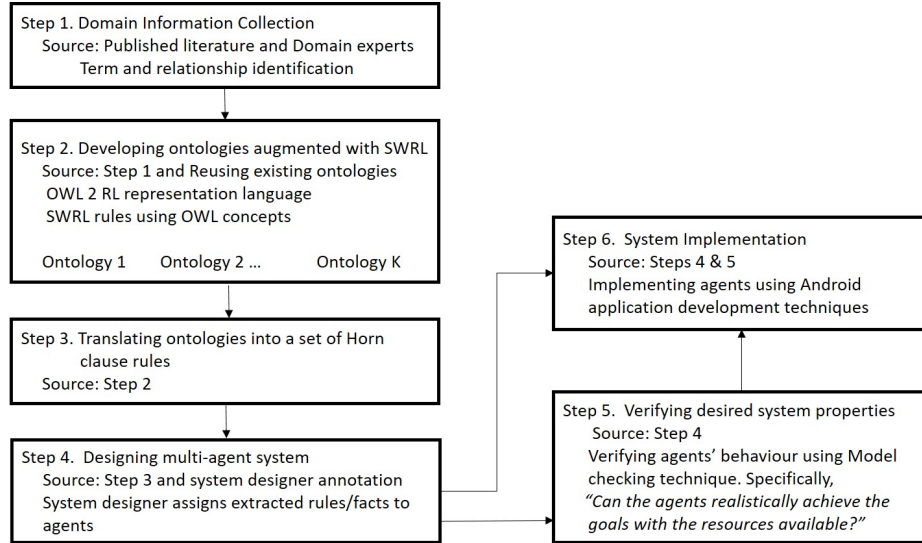 Step 1. Domain Information Collection
Source: Published literature and Domain experts
Term and relationship identification
Step 2. Developing ontologies augmented with SWRL
Source: Step 1 and Reusing existing ontologies
OWL 2 RL representation language
SWRL rules using OWL concepts
Ontology 1 Ontology 2 ... Ontology K
Step 3. Translating ontologies into a set of Horn
clause rules
Source: Step 2
Step 4. Designing multi-agent system
Source: Step 3 and system designer annotation
System designer assigns extracted rules/facts to
agents
Step 5. Verifying desired system properties
Source: Step 4
Verifying agents’ behaviour using Model
checking technique. Specifically,
“Can the agents realistically achieve the
goals with the resources available?”
Step 6. System Implementation
Source: Steps 4 & 5
Implementing agents using Android
application development techniques